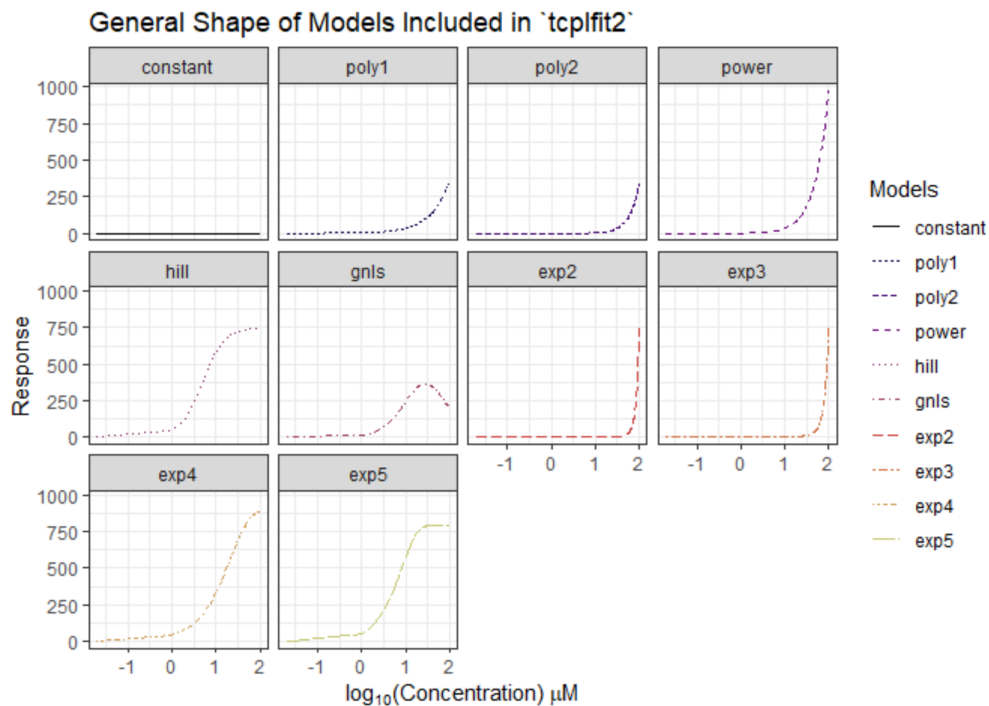 General Shape of Models Included in `tcplfit2`
constant poly1 poly2 power
1000
750
500
250
0
hill gnls exp2 exp3
1000
750
500
250
0
-1 0 1 2 -1 0 1 2
exp4 exp5
1000
750
500
250
0
-1 0 1 2 -1 0 1 2
Response
log10(Concentration) μM
Models
constant
poly1
poly2
power
hill
gnls
exp2
exp3
exp4
exp5